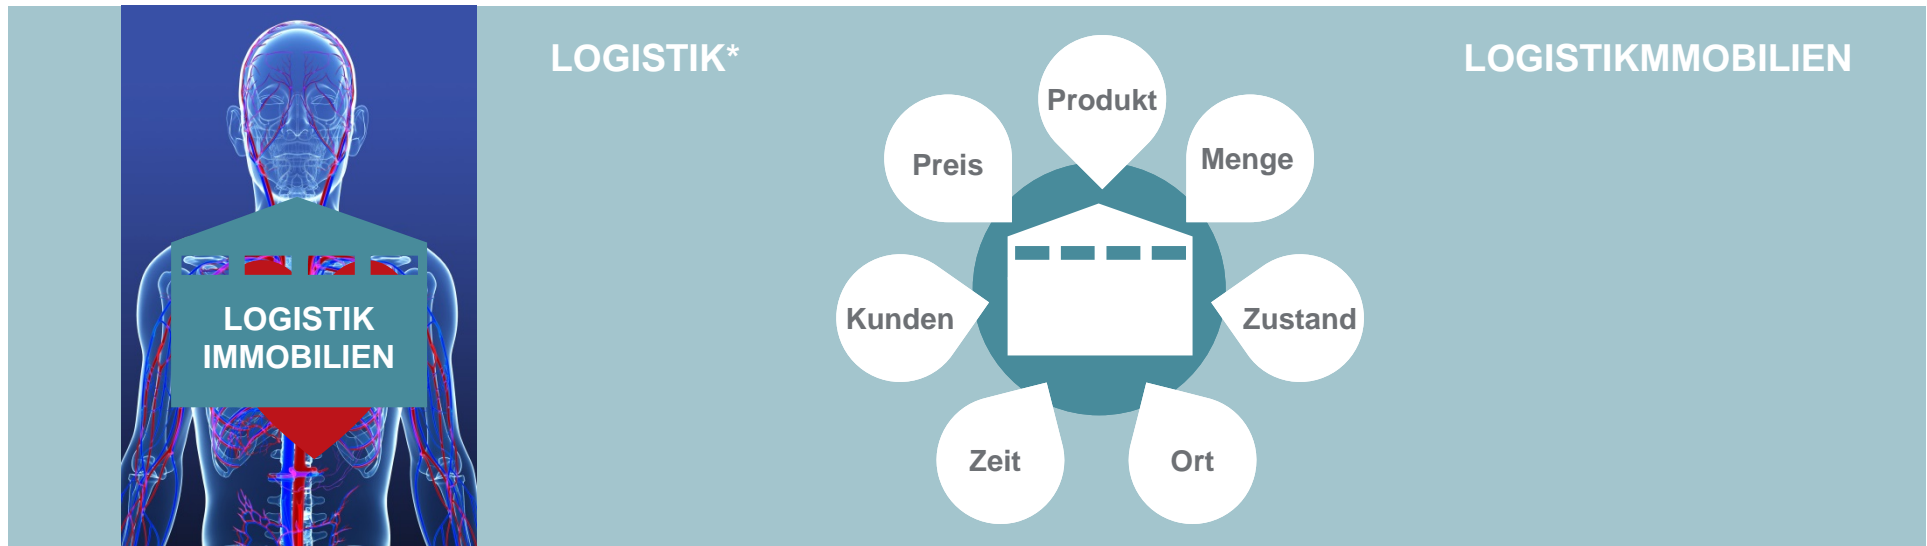 LOGISTIK
IMMOBILIEN
LOGISTIK*
Produkt
Preis
Menge
Kunden
Zustand
Zeit
Ort
LOGISTIKMMOBILIEN